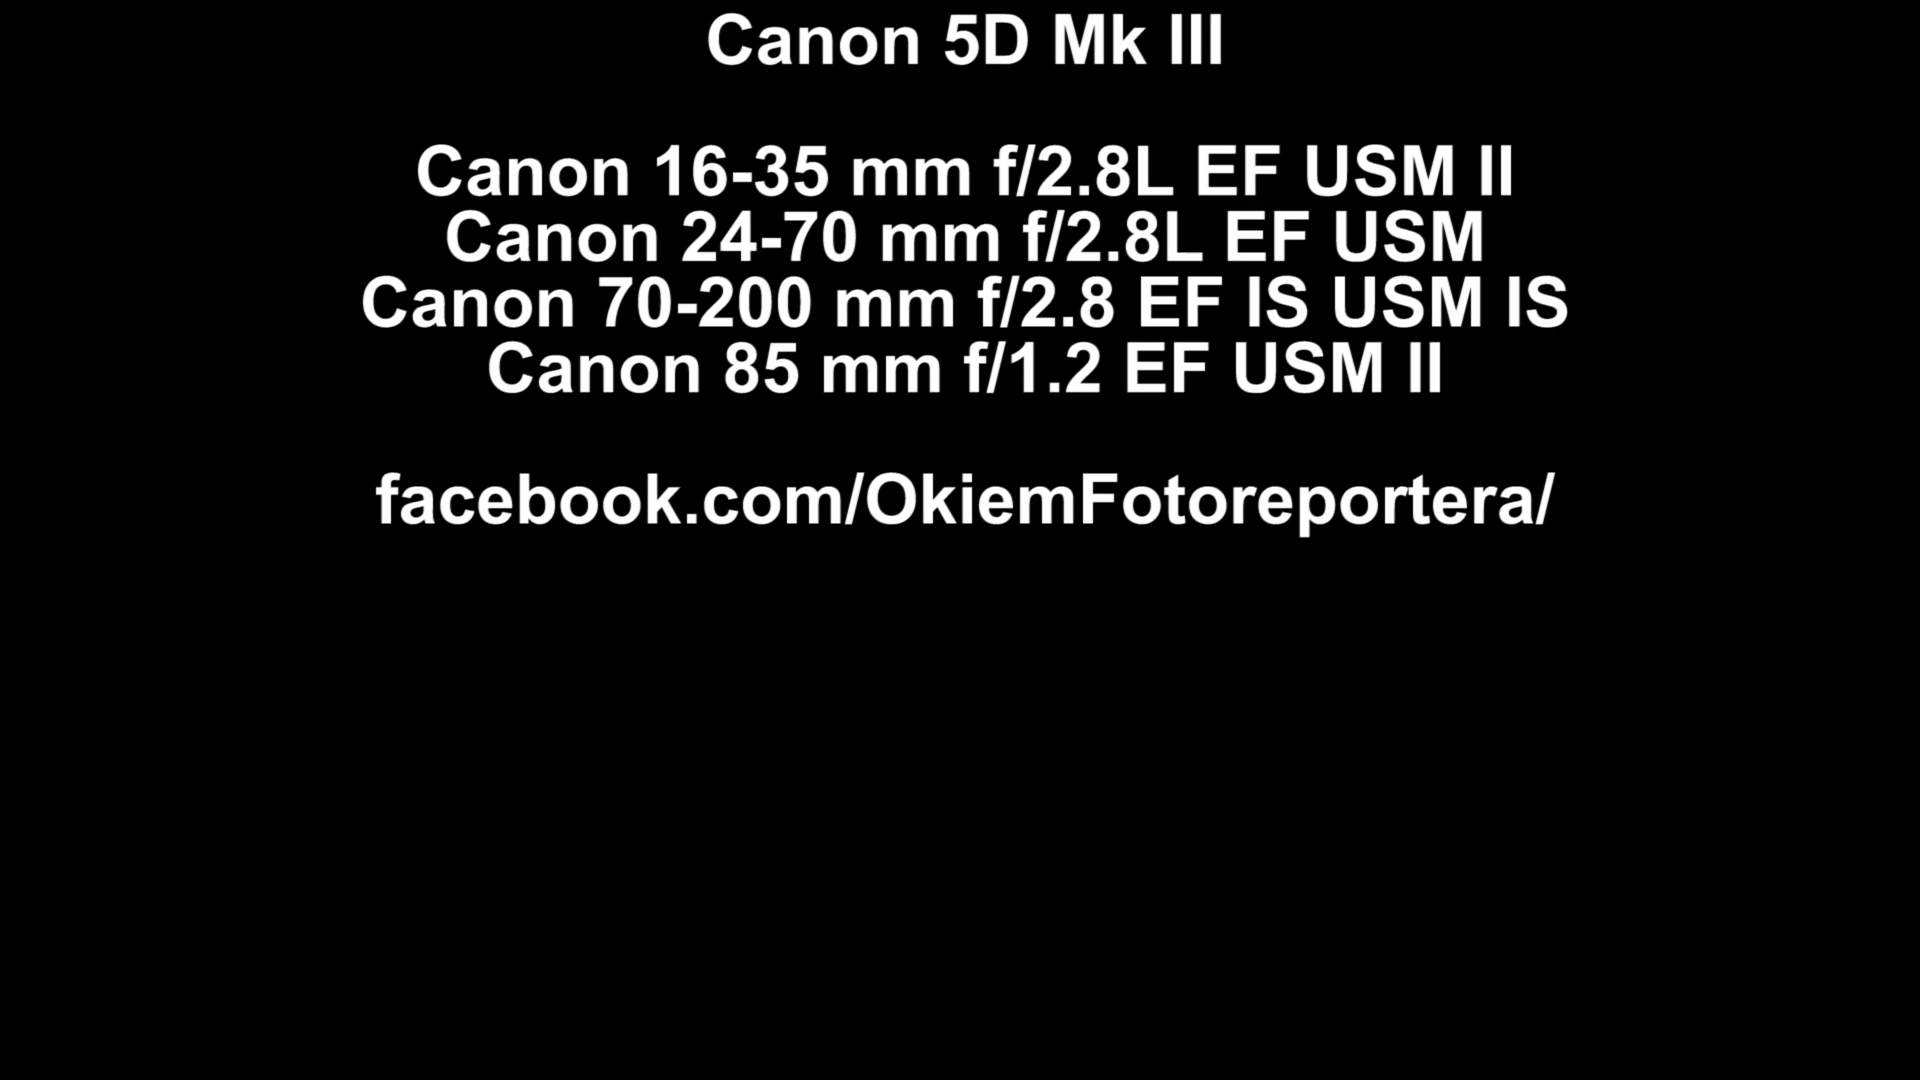 Canon 5D Mk III
Canon 16-35 mm f/2.8L EF USM II
Canon 24-70 mm f/2.8L EF USM
Canon 70-200 mm f/2.8 EF IS USM IS
Canon 85 mm f/1.2 EF USM II
facebook.com/OkiemFotoreportera/